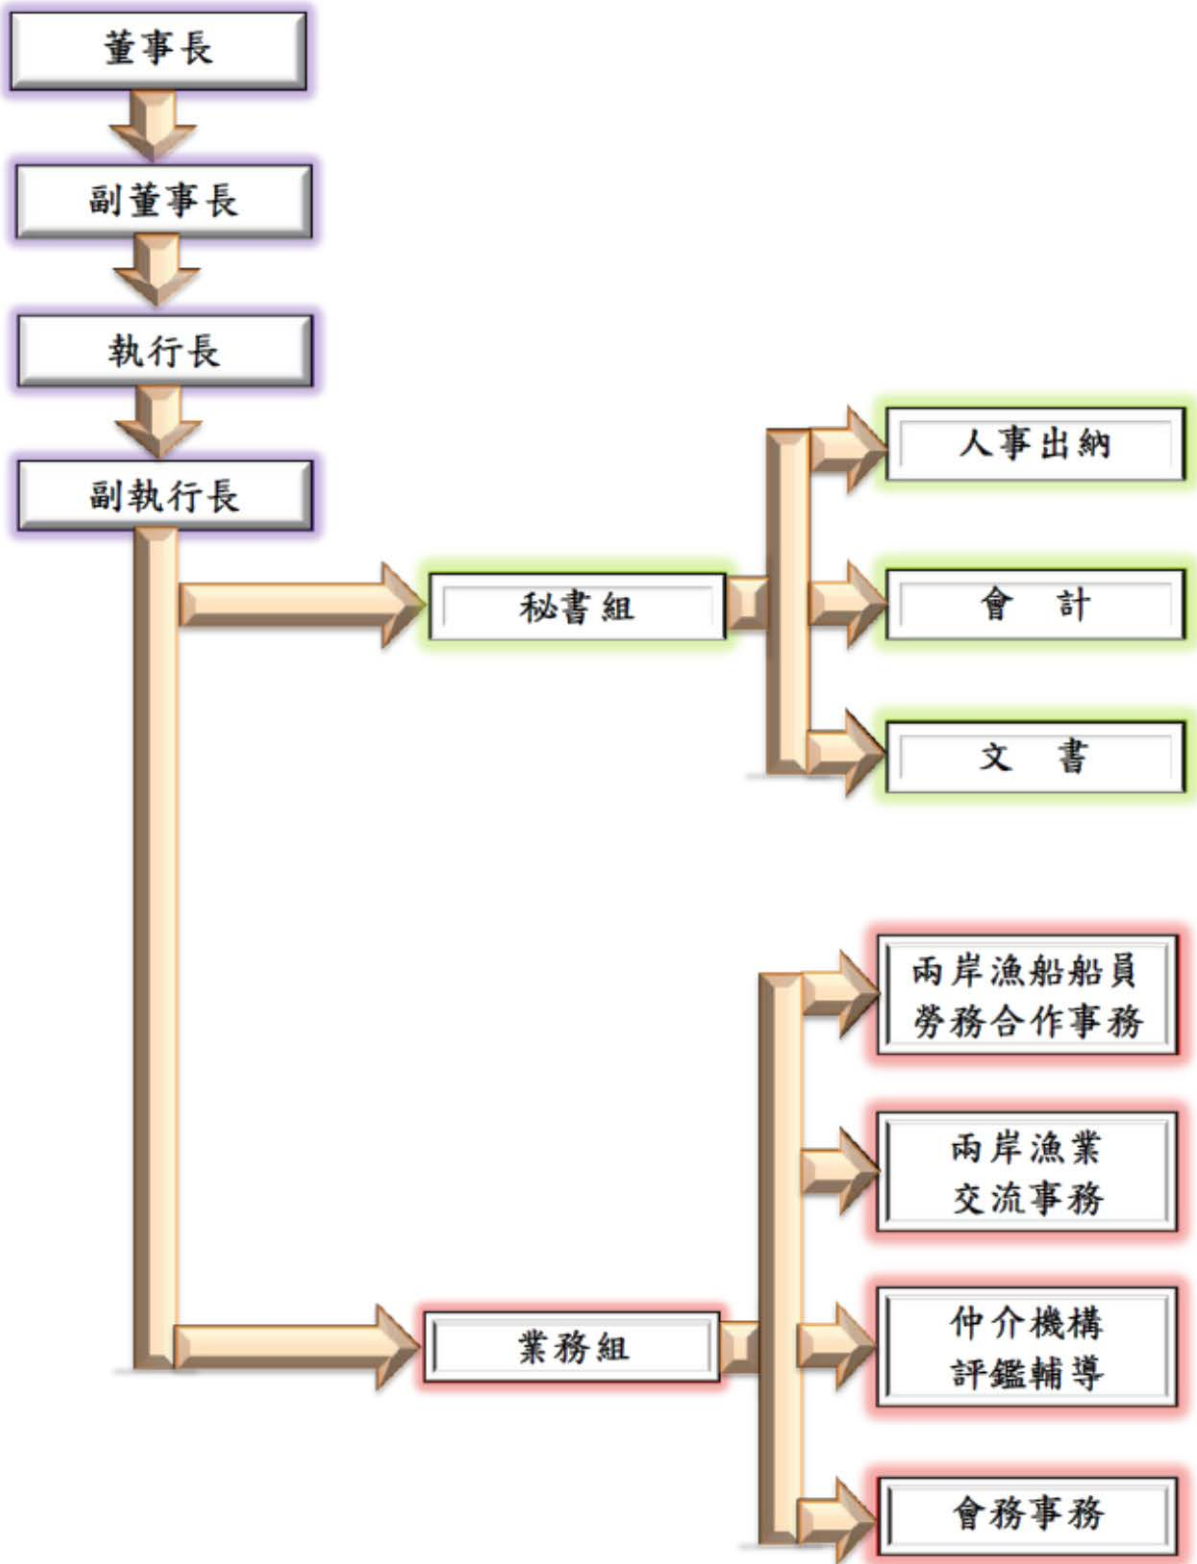 董事長
副董事長
執行長
副執行長
秘書組
人事出納
會　計
文　書
業務組
兩岸漁船船員
勞務合作事務
兩岸漁業
交流事務
仲介機構
評鑑輔導
會務事務